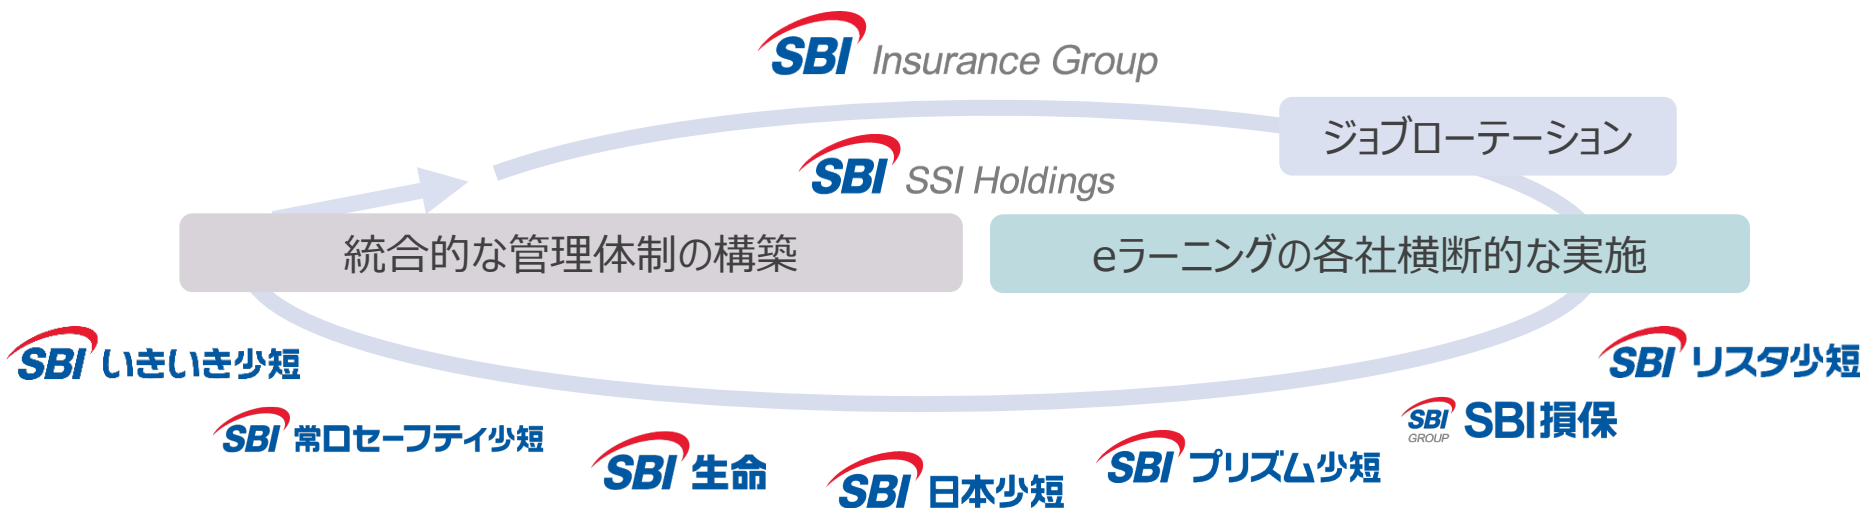 SBI Insurance Group
ジョブローテーション
SBI SSI Holdings
統合的な管理体制の構築
eラーニングの各社横断的な実施
SBI いきいき少短
SBI リスタ少短
SBI 常口セーフティ少短
SBI GROUP SBI損保
SBI 生命
SBI プリズム少短
SBI 日本少短